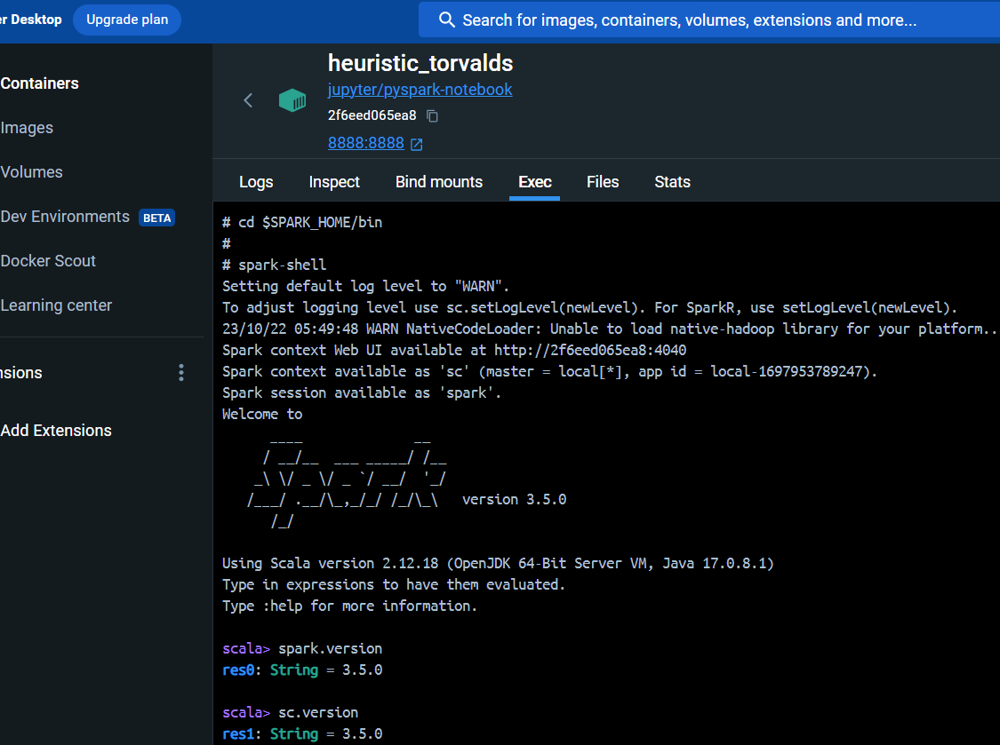 er Desktop
Upgrade plan
Search for images, containers, volumes, extensions and more...
Containers
Images
Volumes
Dev Environments BETA
Docker Scout
Learning center
nsions
Add Extensions
heuristic_torvalds
jupyter/pyspark-notebook
2f6eed065ea8
8888:8888
Logs Inspect Bind mounts Exec Files Stats
# cd $SPARK_HOME/bin
#
# spark-shell
Setting default log level to "WARN".
To adjust logging level use sc.setLogLevel(newLevel). For SparkR, use setLogLevel(newLevel).
23/10/22 05:49:48 WARN NativeCodeLoader: Unable to load native-hadoop library for your platform..
Spark context Web UI available at http://2f6eed065ea8:4040
Spark context available as 'sc' (master = local[*], app id = local-1697953789247).
Spark session available as 'spark'.
Welcome to
      ____              __
     / __/__  ___ _____/ /__
    _\ \/ _ \/ _ `/ __/  '_/
   /___/ .__/\_,_/_/ /_/\_\   version 3.5.0
      /_/
Using Scala version 2.12.18 (OpenJDK 64-Bit Server VM, Java 17.0.8.1)
Type in expressions to have them evaluated.
Type :help for more information.
scala> spark.version
res0: String = 3.5.0
scala> sc.version
res1: String = 3.5.0